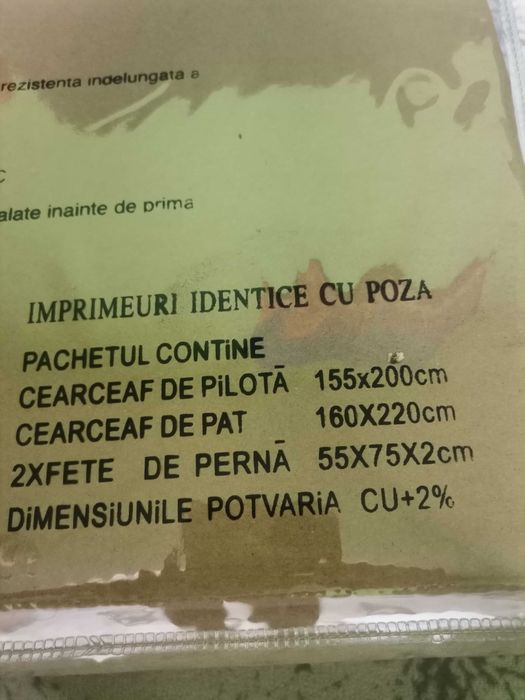 rezistenta indelungata a
c
alate inainte de prima
IMPRIMEURI IDENTICE CU POZA
PACHETUL CONTiNE
CEARCEAF DE PiLOTĀ 155x200cm
CEARCEAF DE PAT 160X220cm
2XFETE DE PERNĀ 55X75X2cm
DiMENSiUNiLE POTVARiA CU+2%